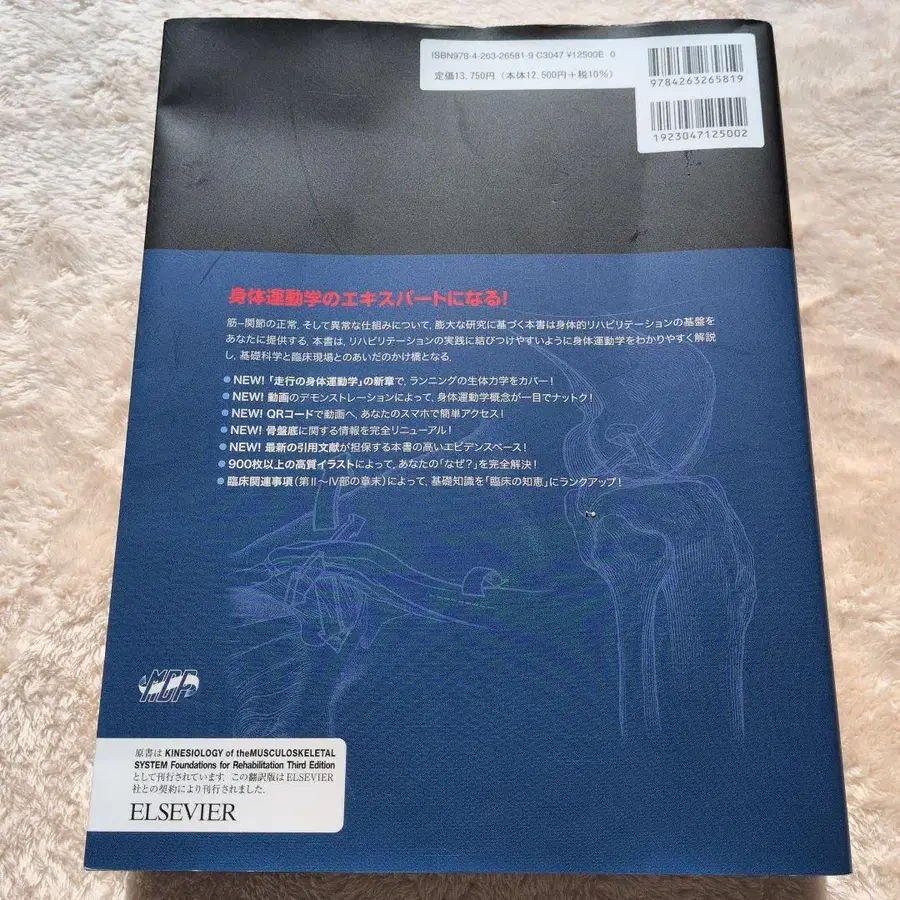 ISBN978-4-263-26581-9 C3047 ¥12500E 0
定価13,750円(本体12,500円+税10%)
9784263265819
1923047125002
身体運動学のエキスパートになる!
筋−関節の正常,そして異常な仕組みについて,膨大な研究に基づく本書は身体的リハビリテーションの基盤を
あなたに提供する.本書は,リハビリテーションの実践に結びつけやすいように身体運動学をわかりやすく解説
し,基礎科学と臨床現場とのあいだのかけ橋となる.
●NEW!「走行の身体運動学」の新章で,ランニングの生体力学をカバー!
●NEW! 動画のデモンストレーションによって,身体運動学概念が一目でナットク!
●NEW! QRコードで動画へ,あなたのスマホで簡単アクセス!
●NEW! 骨盤底に関する情報を完全リニューアル!
●NEW! 最新の引用文献が担保する本書の高いエビデンスベース!
●900枚以上の高質イラストによって,あなたの「なぜ?」を完全解決!
●臨床関連事項(第Ⅱ〜Ⅳ部の章末)によって,基礎知識を「臨床の知恵」にランクアップ!
MDP
原書は KINESIOLOGY of theMUSCULOSKELETAL
SYSTEM Foundations for Rehabilitation Third Edition
として刊行されています.この翻訳版は ELSEVIER
社との契約により刊行されました.
ELSEVIER